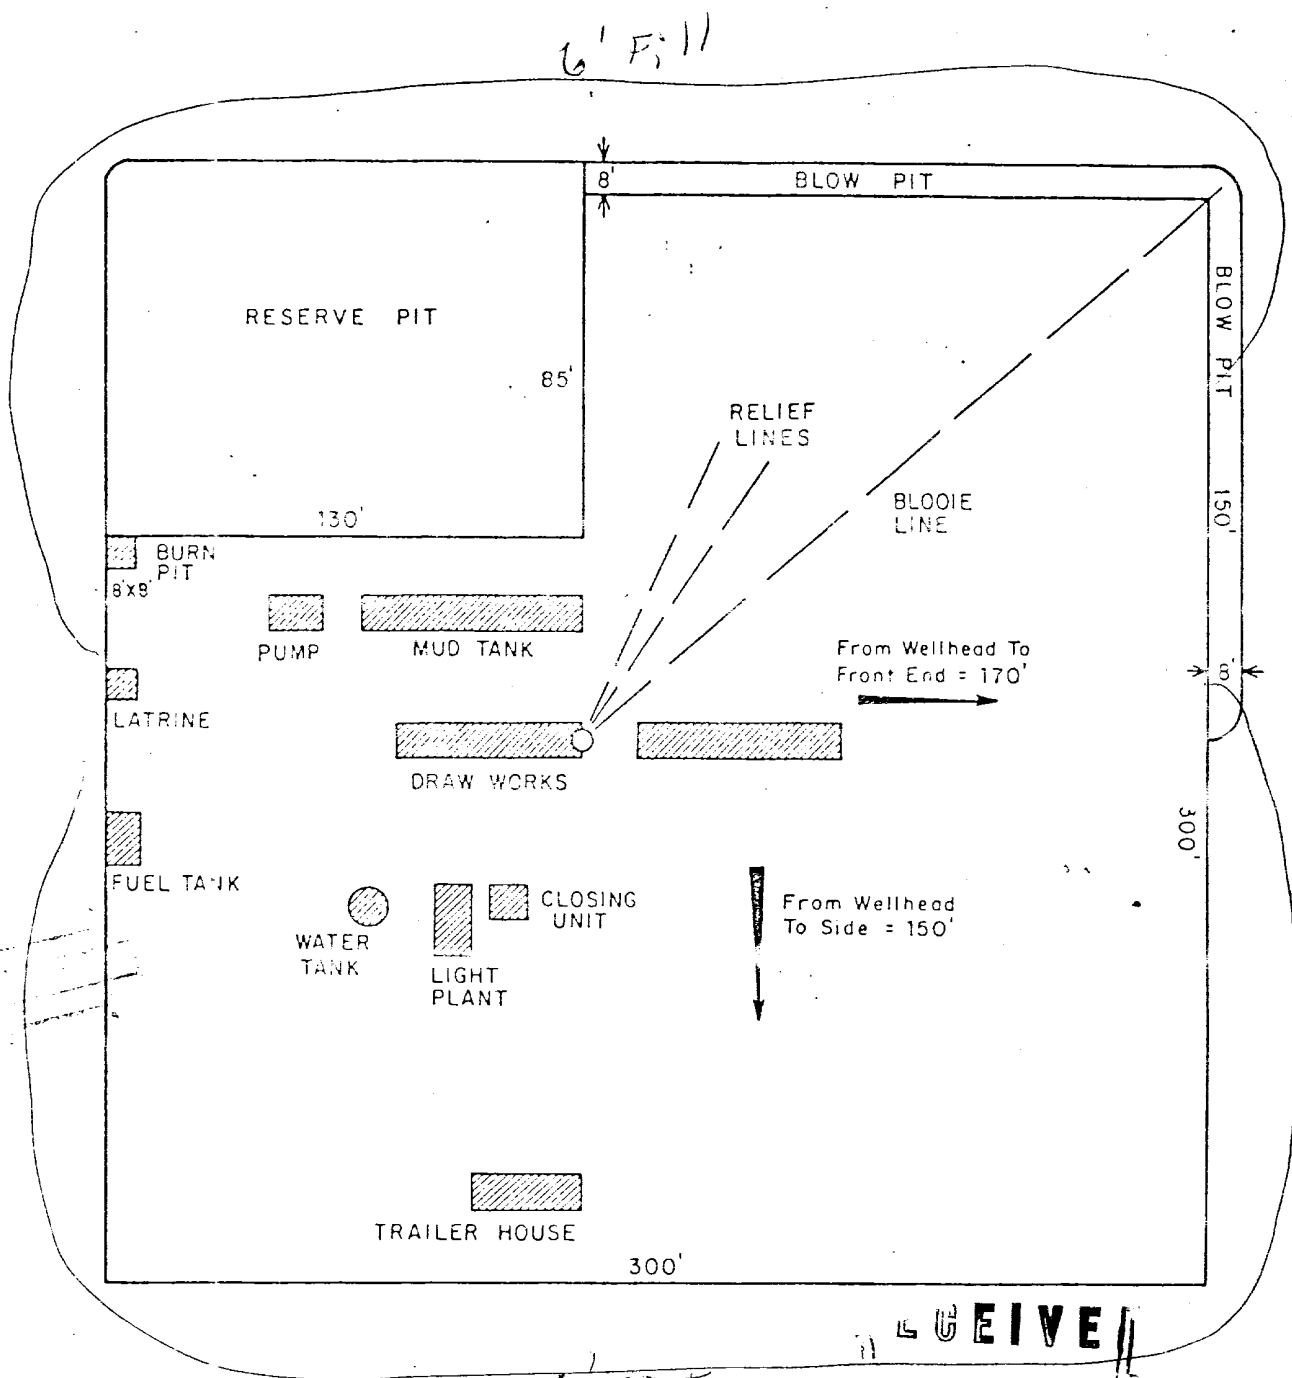 6' Fill
8'
BLOW PIT
BLOW PIT
RESERVE PIT
85'
RELIEF
LINES
BLOOIE
LINE
150'
130'
BURN
PIT
8'X8'
PUMP
MUD TANK
From Wellhead To
Front End = 170'
8'
LATRINE
DRAW WORKS
300'
FUEL TANK
CLOSING
UNIT
From Wellhead
To Side = 150'
WATER
TANK
LIGHT
PLANT
TRAILER HOUSE
300'
CEIVE